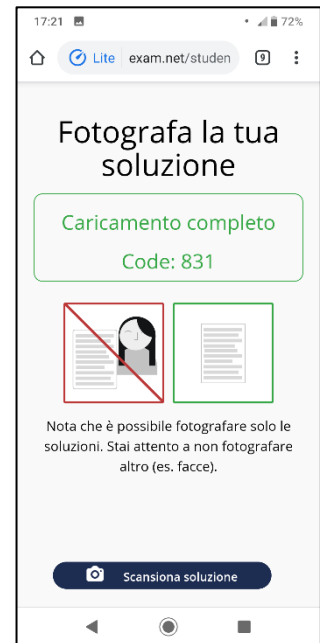 17:21 72%
Lite exam.net/studen 9
Fotografa la tua
soluzione
Caricamento completo
Code: 831
Nota che è possibile fotografare solo le
soluzioni. Stai attento a non fotografare
altro (es. facce).
Scansiona soluzione